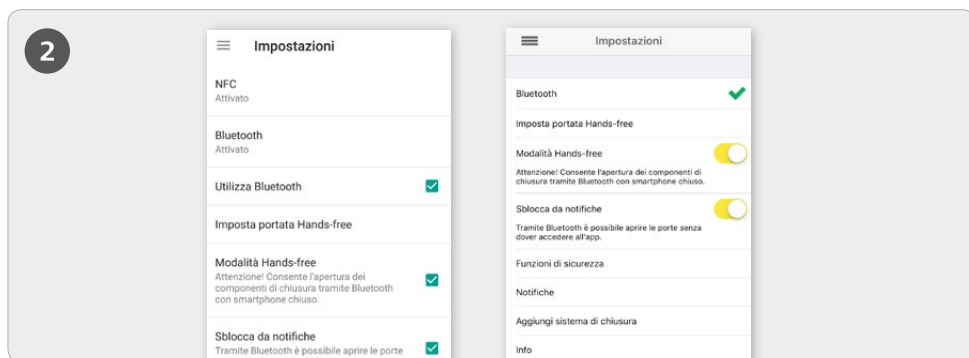 2
Impostazioni
NFC
Attivato
Bluetooth
Attivato
Utilizza Bluetooth
Imposta portata Hands-free
Modalità Hands-free
Attenzione! Consente l'apertura dei
componenti di chiusura tramite Bluetooth
con smartphone chiuso.
Sblocca da notifiche
Tramite Bluetooth è possibile aprire le porte
Impostazioni
Bluetooth
Imposta portata Hands-free
Modalità Hands-free
Attenzione! Consente l'apertura dei componenti di
chiusura tramite Bluetooth con smartphone chiuso.
Sblocca da notifiche
Tramite Bluetooth è possibile aprire le porte senza
dover accedere all'app.
Funzioni di sicurezza
Notifiche
Aggiungi sistema di chiusura
Info